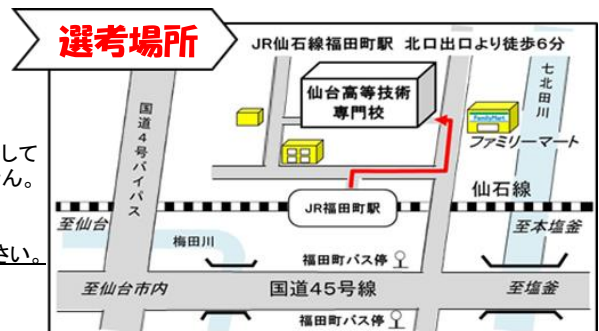 選考場所
JR仙石線福田町駅 北口出口より徒歩6分
仙台高等技術
専門校
七北田川
国道4号バイパス
FamilyMart
ファミリーマート
して
ん。
仙石線
JR福田町駅
至仙台
至本塩釜
梅田川
さい。
福田町バス停
至仙台市内
国道45号線
至塩釜
福田町バス停